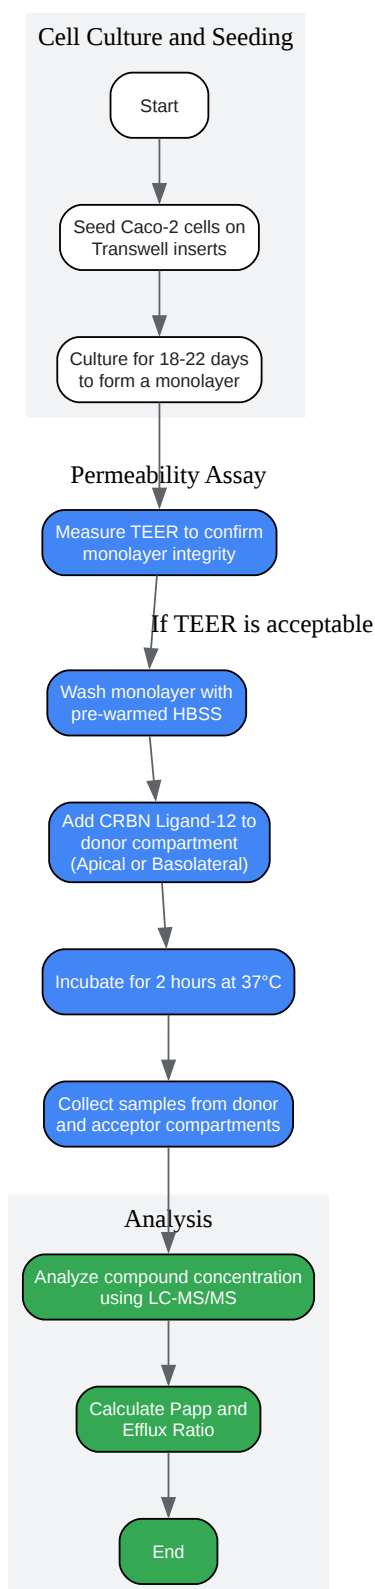 Cell Culture and Seeding
Start
Seed Caco-2 cells on
Transwell inserts
Culture for 18-22 days
to form a monolayer
Permeability Assay
Measure TEER to confirm
monolayer integrity
If TEER is acceptable
Wash monolayer with
pre-warmed HBSS
Add CRBN Ligand-12 to
donor compartment
(Apical or Basolateral)
Incubate for 2 hours at 37°C
Collect samples from donor
and acceptor compartments
Analysis
Analyze compound concentration
using LC-MS/MS
Calculate Papp and
Efflux Ratio
End